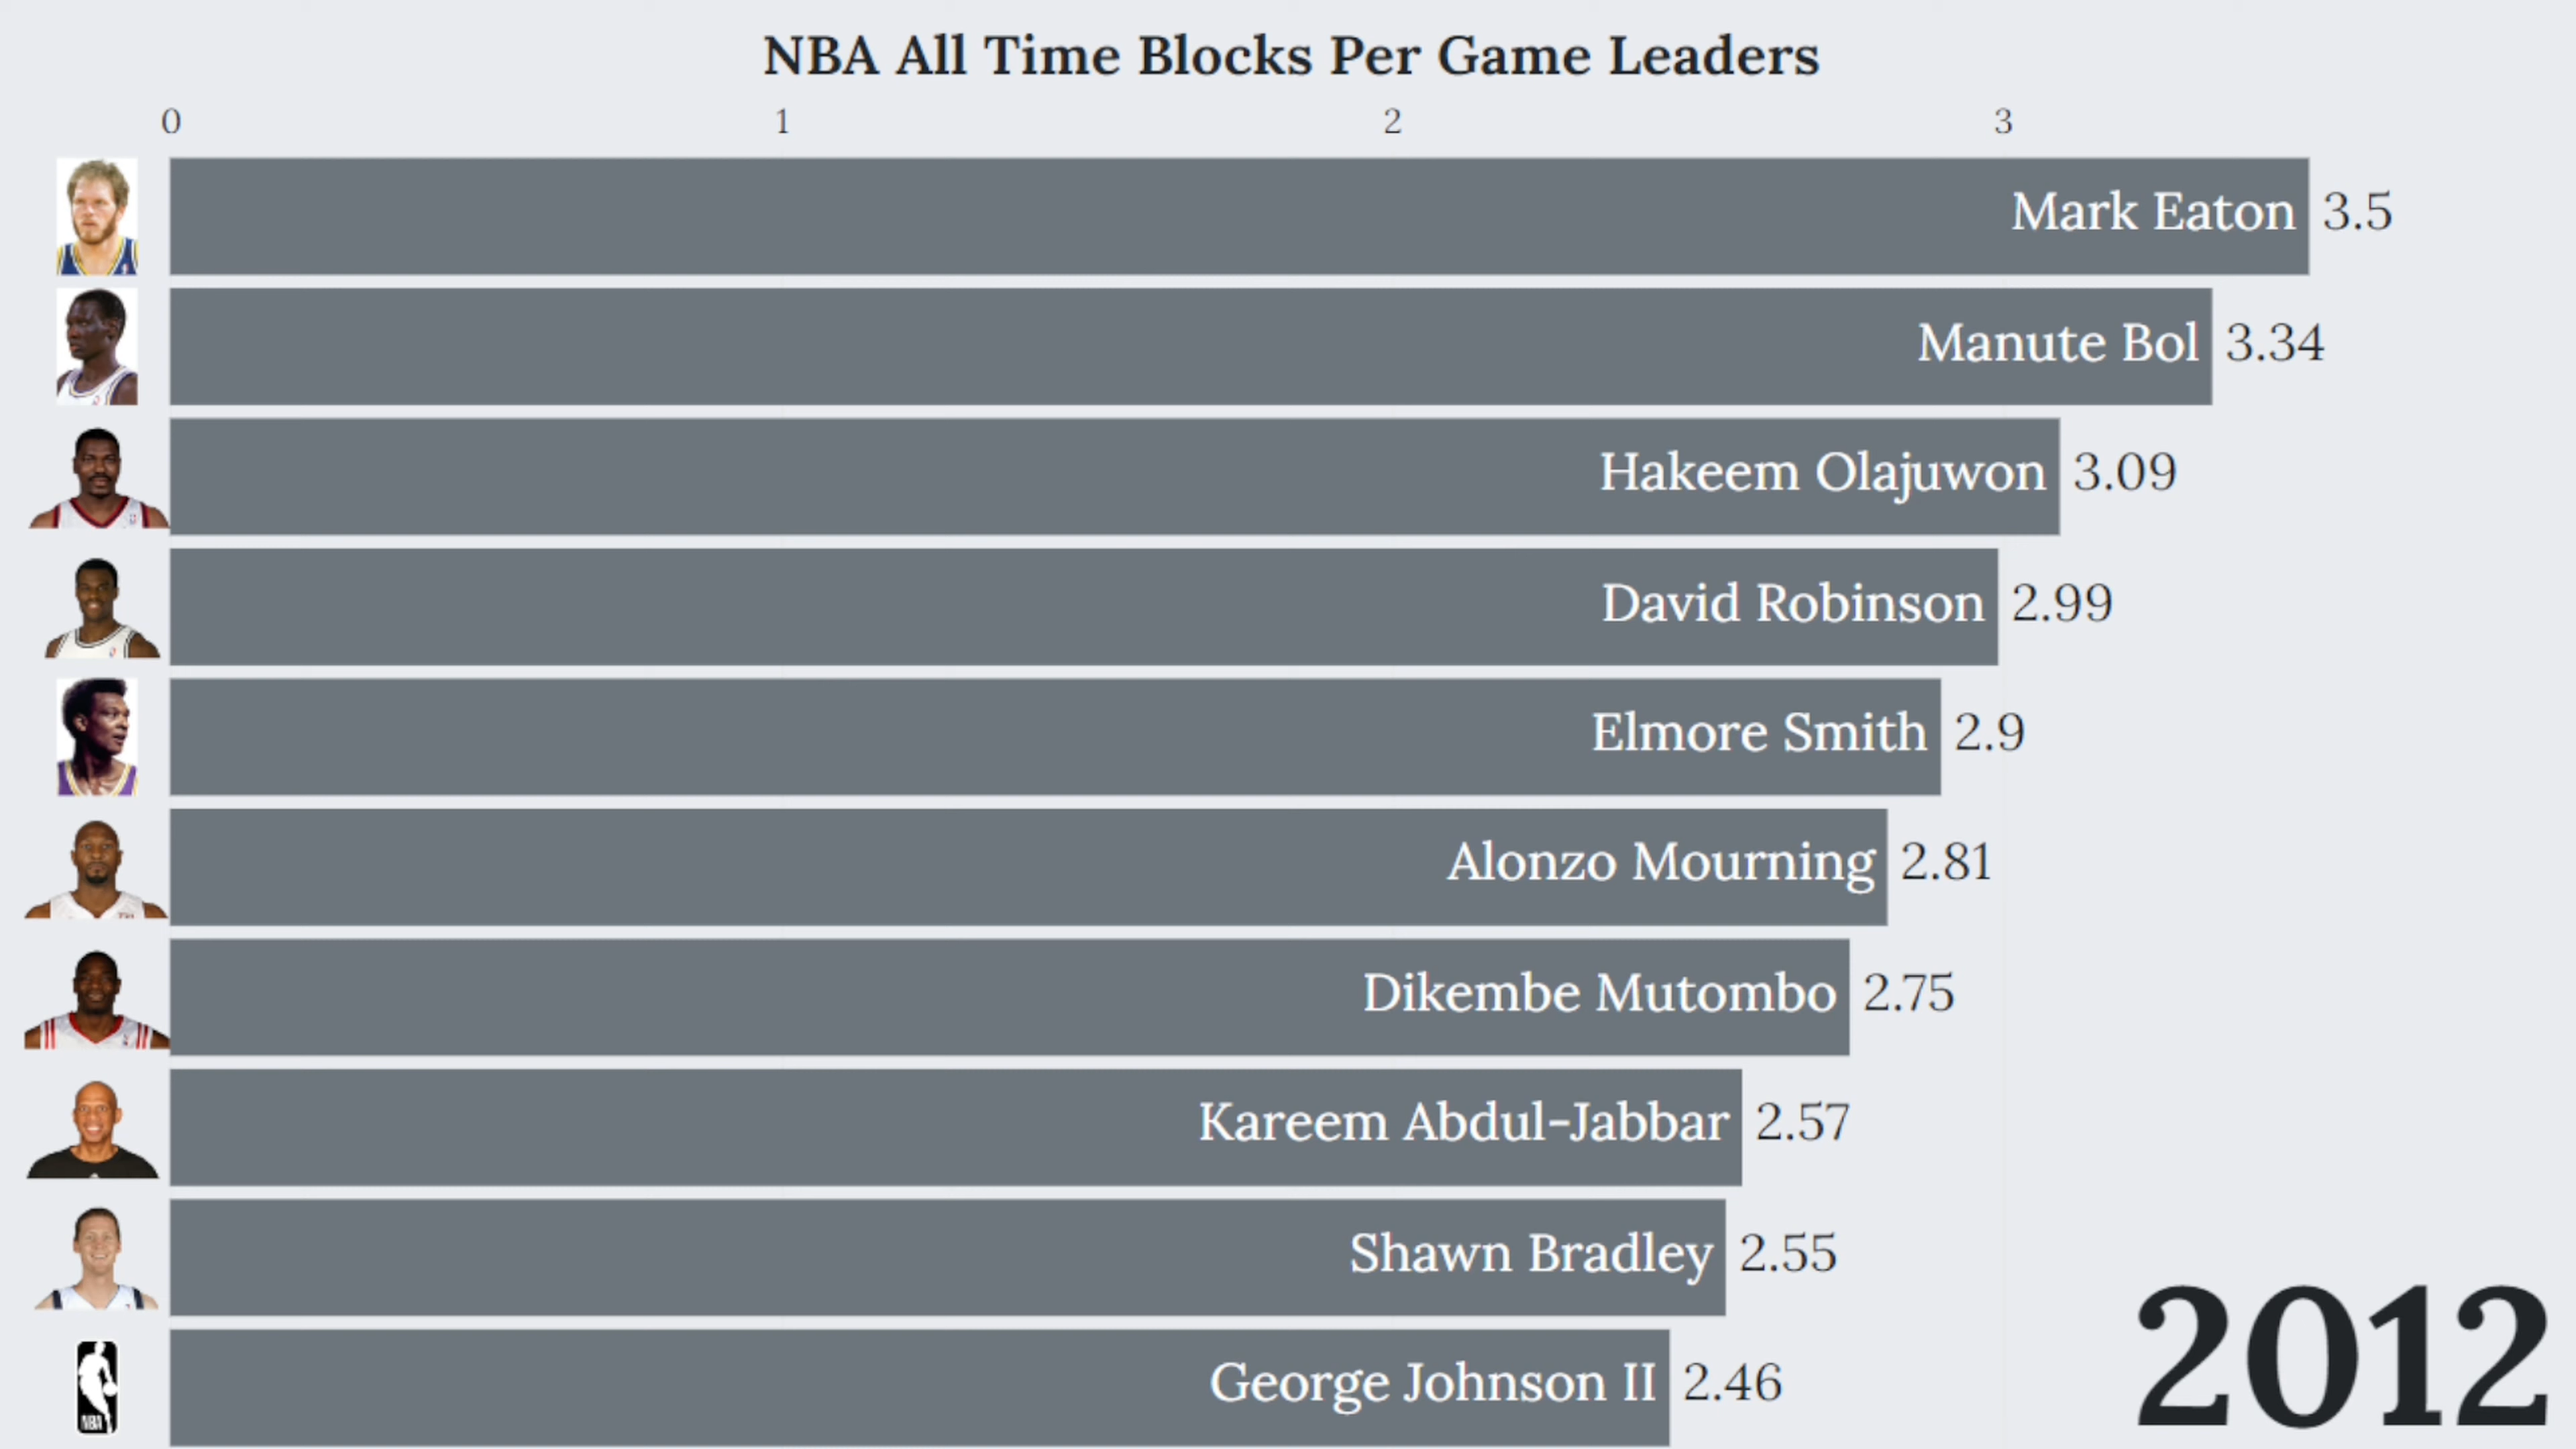 NBA All Time Blocks Per Game Leaders
0 1 2 3
Mark Eaton 3.5
Manute Bol 3.34
Hakeem Olajuwon 3.09
David Robinson 2.99
Elmore Smith 2.9
Alonzo Mourning 2.81
Dikembe Mutombo 2.75
Kareem Abdul-Jabbar 2.57
Shawn Bradley 2.55
George Johnson II 2.46
NBA
2012